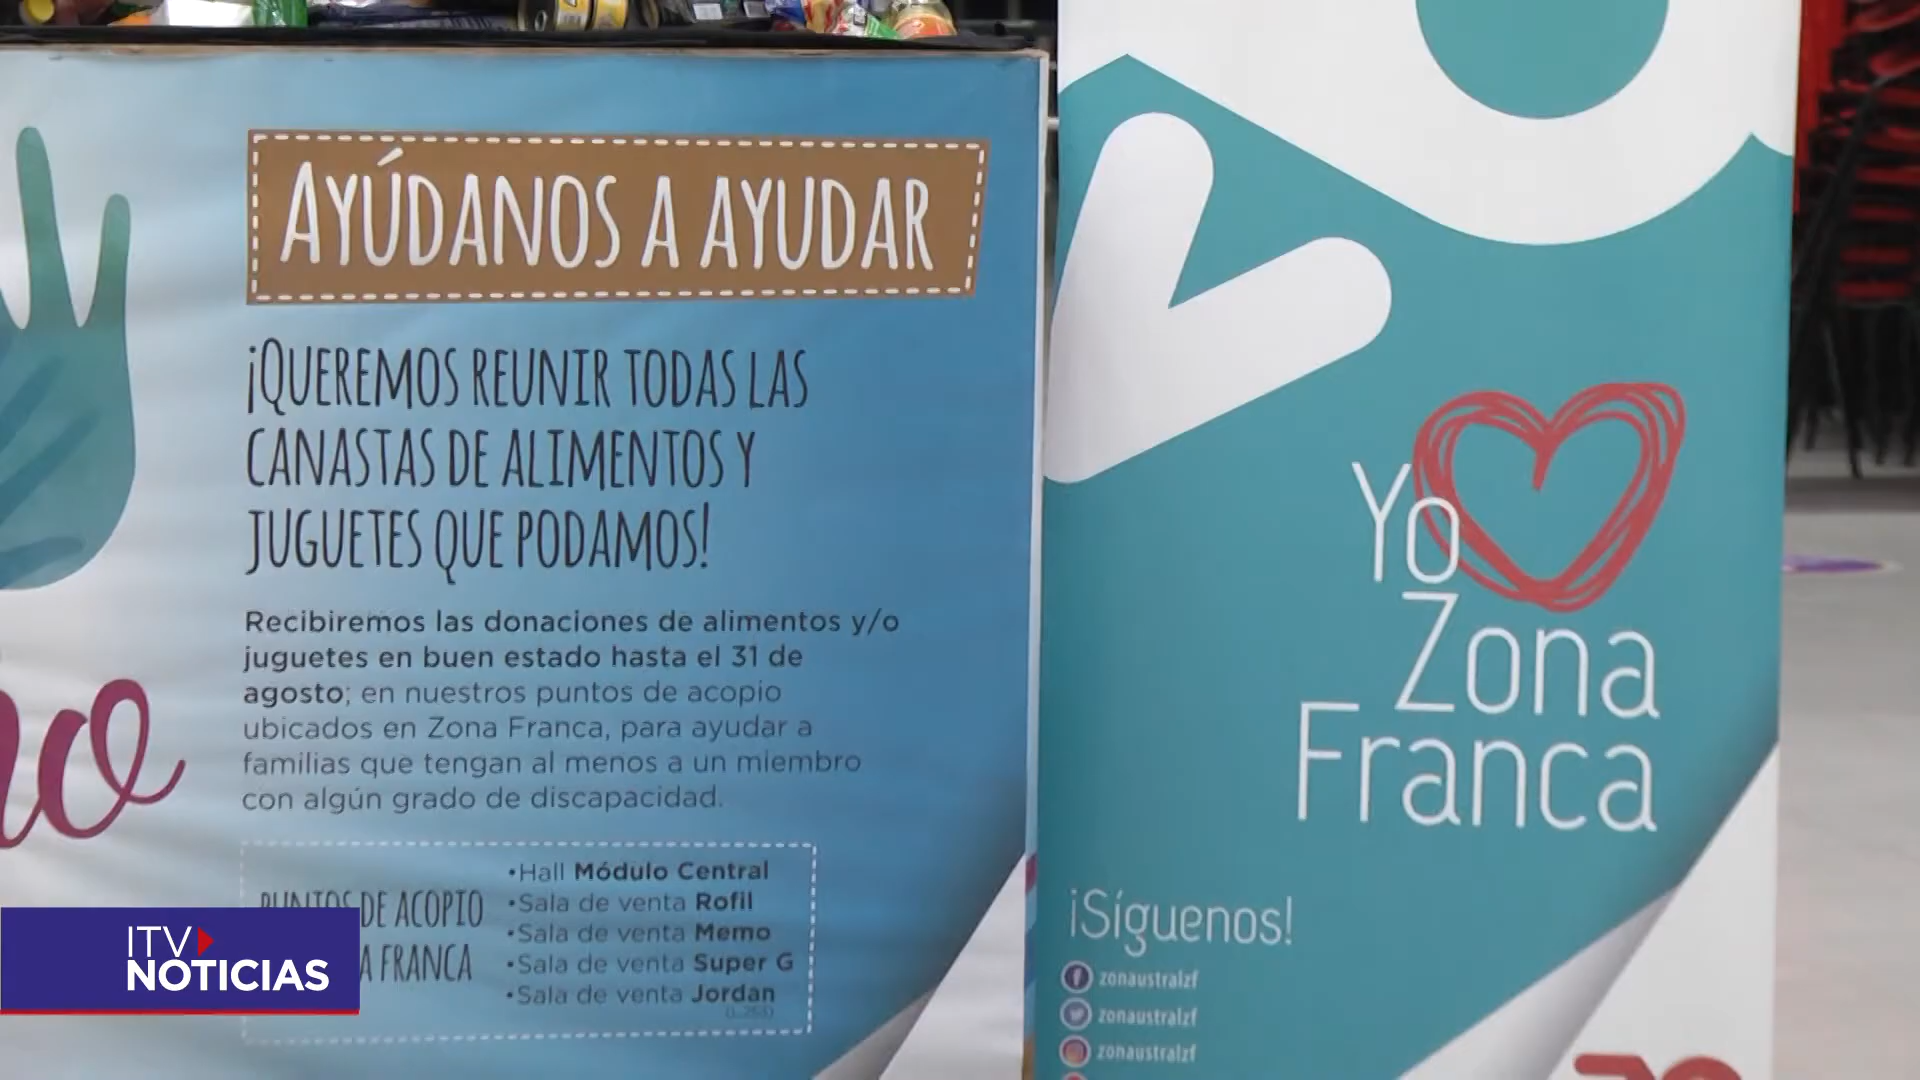 AYÚDANOS A AYUDAR
¡QUEREMOS REUNIR TODAS LAS
CANASTAS DE ALIMENTOS Y
JUGUETES QUE PODAMOS!
Recibiremos las donaciones de alimentos y/o
juguetes en buen estado hasta el 31 de
agosto; en nuestros puntos de acopio
ubicados en Zona Franca, para ayudar a
familias que tengan al menos a un miembro
con algún grado de discapacidad.
PUNTOS DE ACOPIO
FRANCA
•Hall Módulo Central
•Sala de venta Rofil
•Sala de venta Memo
•Sala de venta Super G
•Sala de venta Jordan
ITV
NOTICIAS
Yo
Zona
Franca
¡Síguenos!
zonaustralzf
zonaustralzf
zonaustralzf